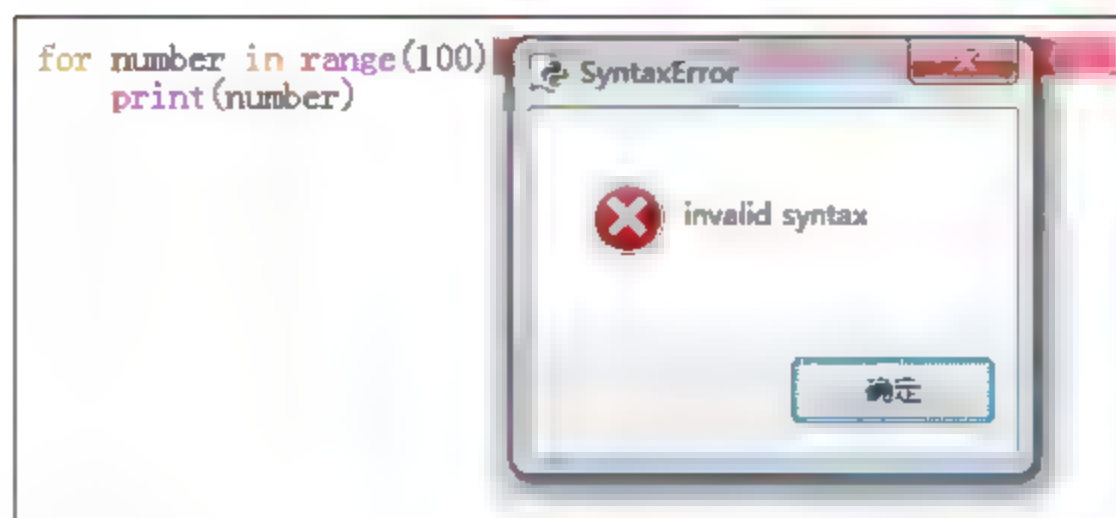 for number in range(100)
    print(number)
SyntaxError
invalid syntax
确定